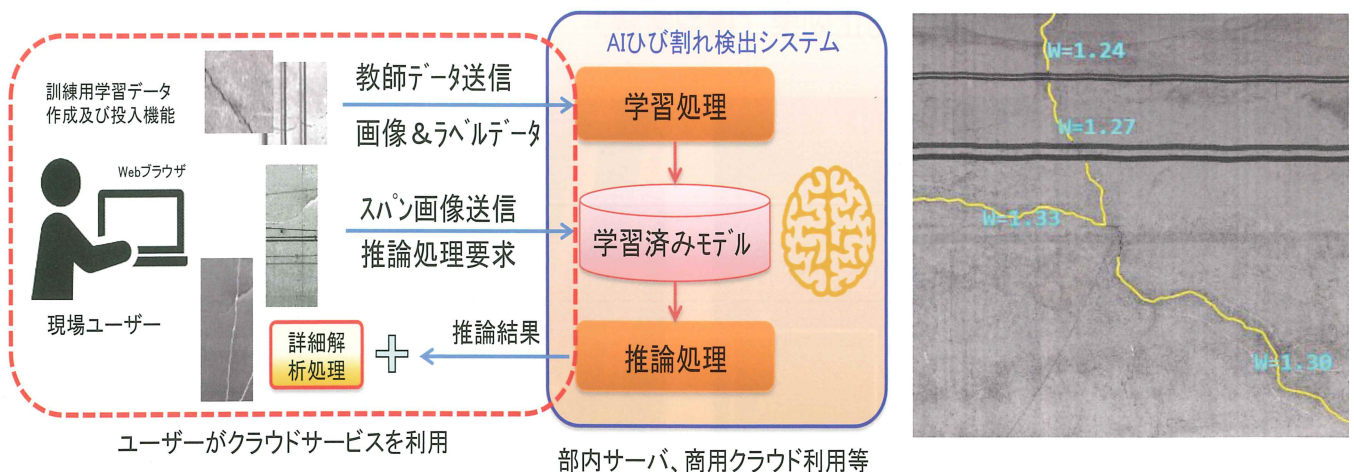 訓練用学習データ
作成及び投入機能
Webブラウザ
現場ユーザー
教師データ送信
画像&ラベルデータ
スパン画像送信
推論処理要求
推論結果
詳細解
析処理
ユーザーがクラウドサービスを利用
AIひび割れ検出システム
学習処理
学習済みモデル
推論処理
部内サーバ、商用クラウド利用等
W=1.24
W=1.27
W=1.33
W=1.30